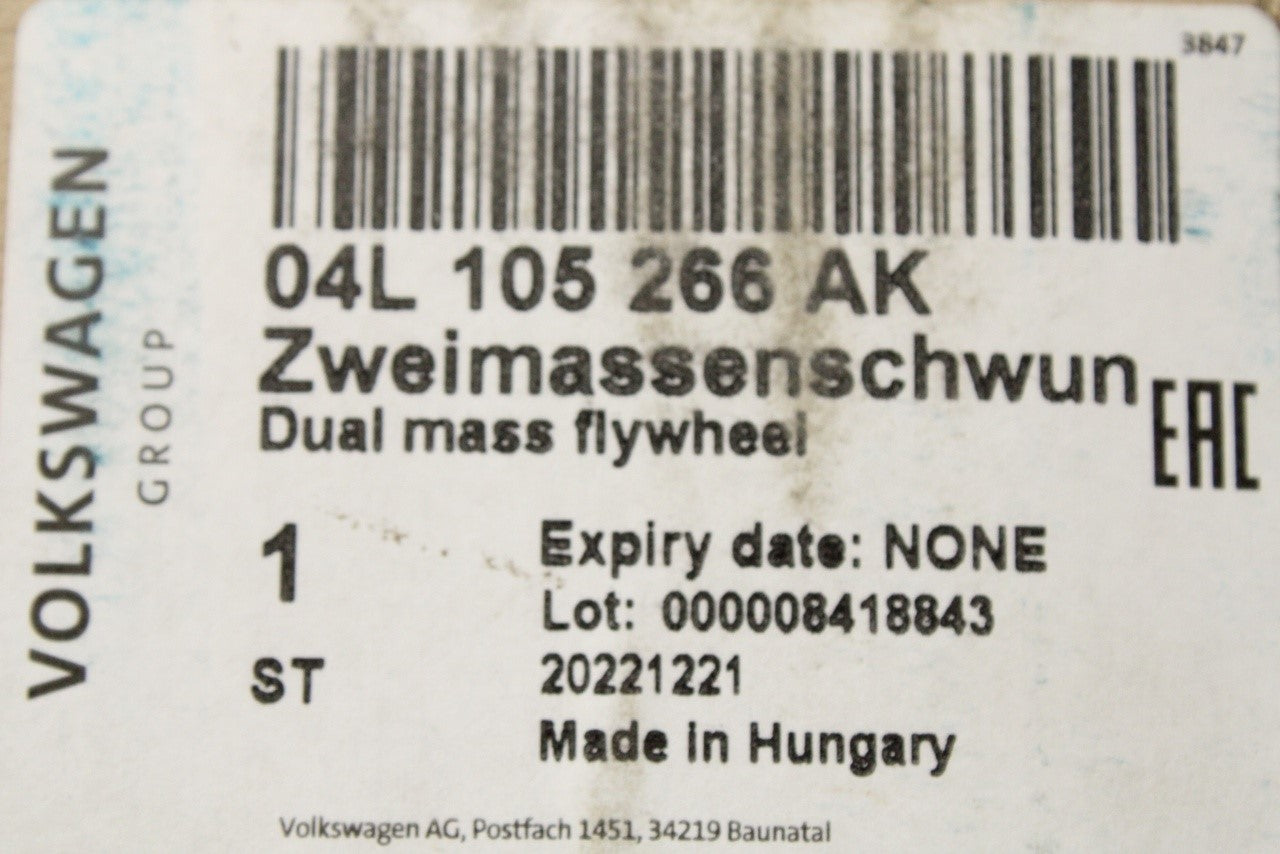 3847
VOLKSWAGEN
GROUP
04L 105 266 AK
Zweimassenschwun
Dual mass flywheel
EAC
1
Expiry date: NONE
Lot: 000008418843
ST
20221221
Made in Hungary
Volkswagen AG, Postfach 1451, 34219 Baunatal